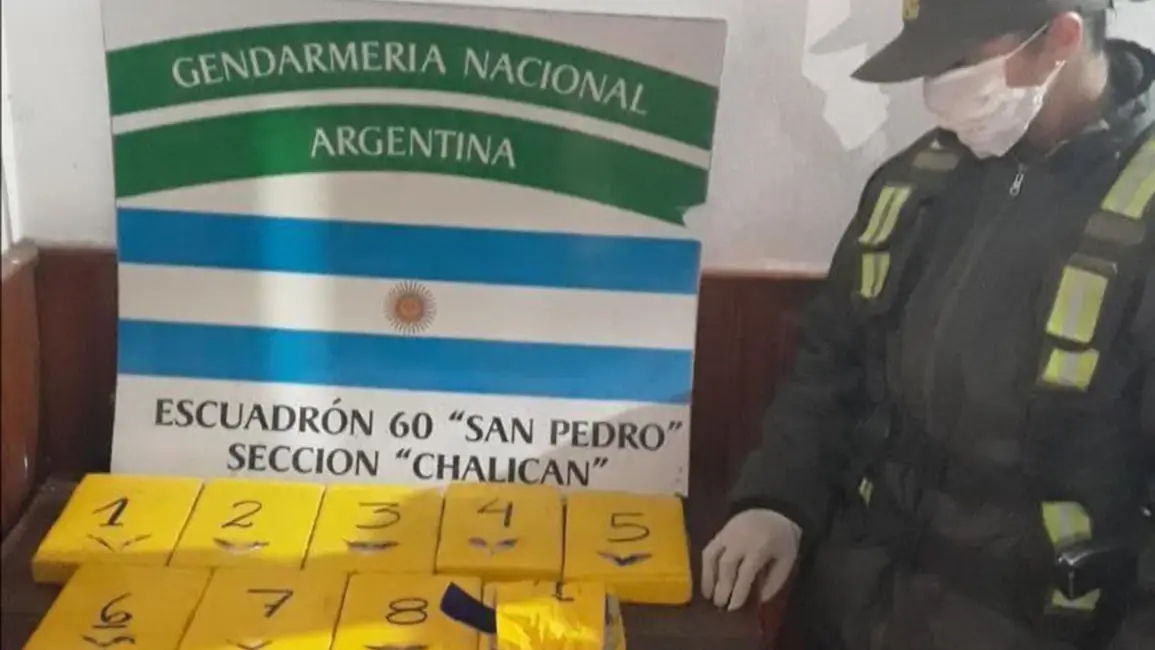 GENDARMERIA NACIONAL
ARGENTINA
ESCUADRÓN 60 “SAN PEDRO”
SECCION “CHALICAN”
1 2 3 4 5
6 7 8